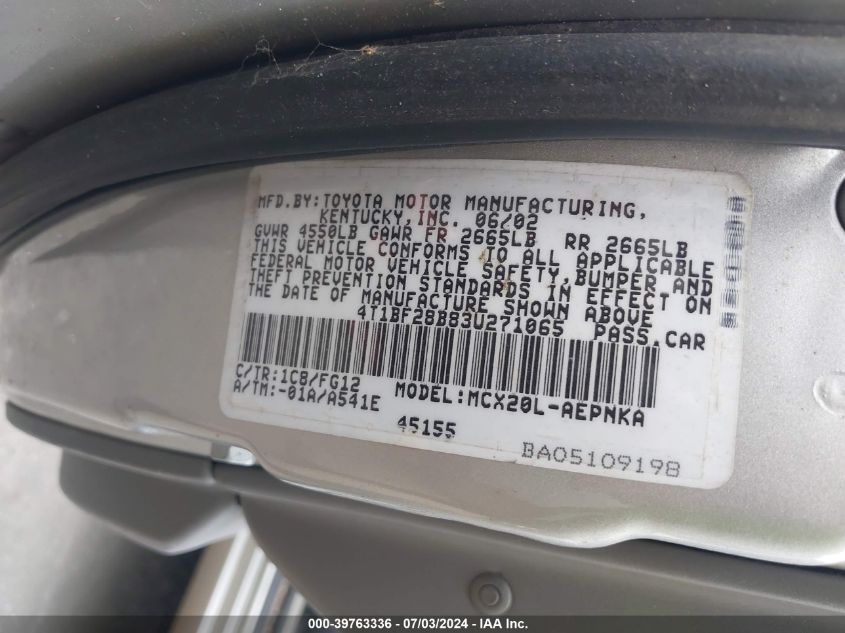 MFD.BY:TOYOTA MOTOR MANUFACTURING,
KENTUCKY,INC. 06/02
GVWR 4550LB GAWR FR 2665LB RR 2665LB
THIS VEHICLE CONFORMS TO ALL APPLICABLE
FEDERAL MOTOR VEHICLE SAFETY,BUMPER AND
THEFT PREVENTION STANDARDS IN EFFECT ON
THE DATE OF MANUFACTURE SHOWN ABOVE
4T1BF28B83U271065 PASS.CAR
C/TR:1C8/FG12
A/TM:-01A/A541E MODEL:MCX20L-AEPNKA
45155
BA05109198
000-39763336 - 07/03/2024 - IAA Inc.